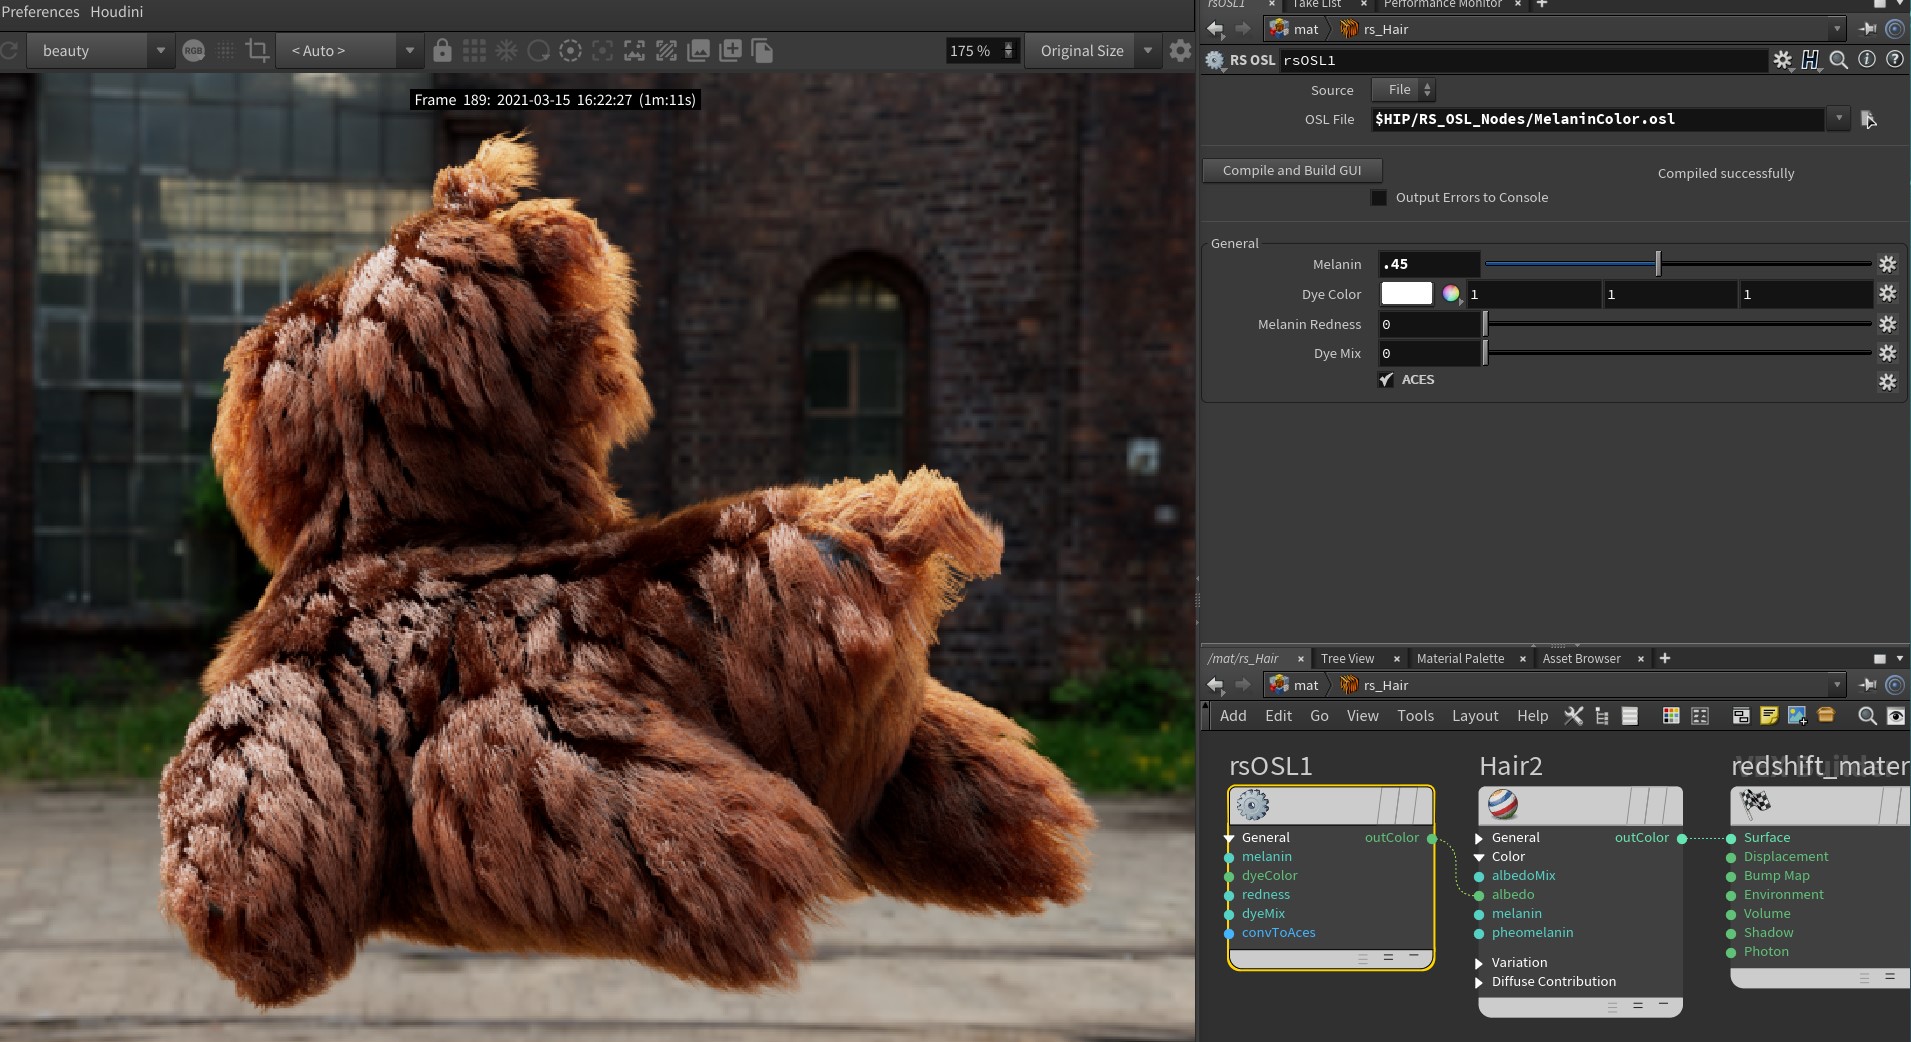 Preferences Houdini
beauty
RGB
< Auto >
175 %
Original Size
Frame 189: 2021-03-15 16:22:27 (1m:11s)
rsOSL1 × Take List × Performance Monitor × +
mat rs_Hair
RS OSL rsOSL1
Source File
OSL File $HIP/RS_OSL_Nodes/MelaninColor.osl
Compile and Build GUI Compiled successfully
Output Errors to Console
General
Melanin .45
Dye Color 1 1 1
Melanin Redness 0
Dye Mix 0
ACES
/mat/rs_Hair × Tree View × Material Palette × Asset Browser × +
mat rs_Hair
Add Edit Go View Tools Layout Help
rsOSL1
General outColor
melanin
dyeColor
redness
dyeMix
convToAces
Hair2
General outColor
Color
albedoMix
albedo
melanin
pheomelanin
Variation
Diffuse Contribution
redshift_mater
Surface
Displacement
Bump Map
Environment
Volume
Shadow
Photon